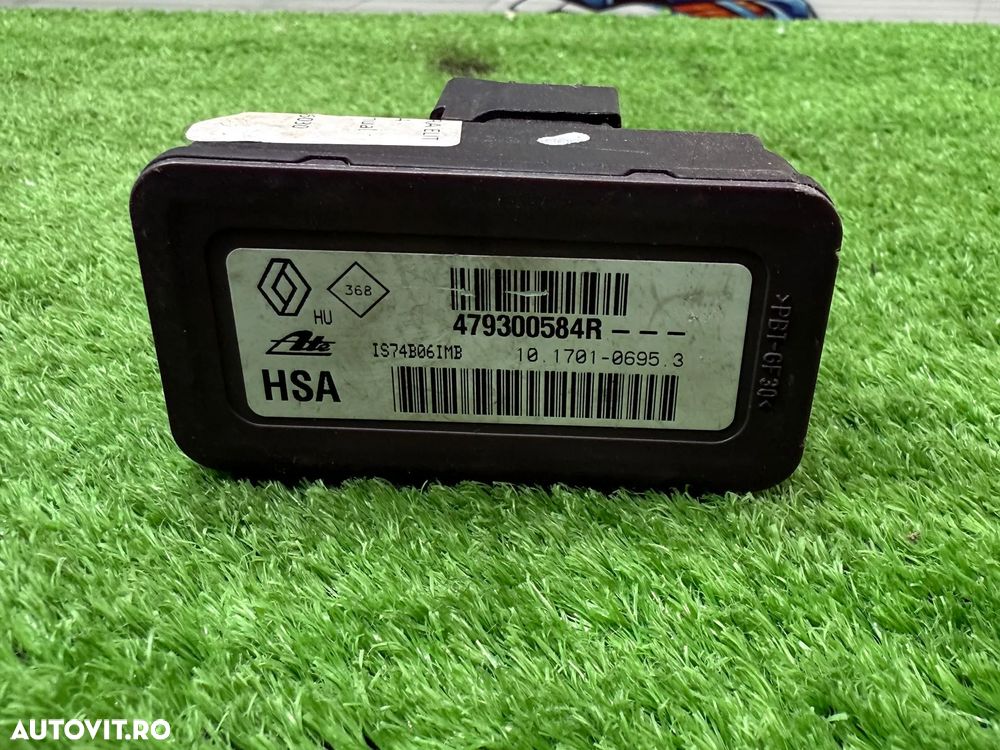 368
HU
479300584R---
Ate
IS74B06IMB 10.1701-0695.3
HSA
>PBT-GF30<
AUTOVIT.RO